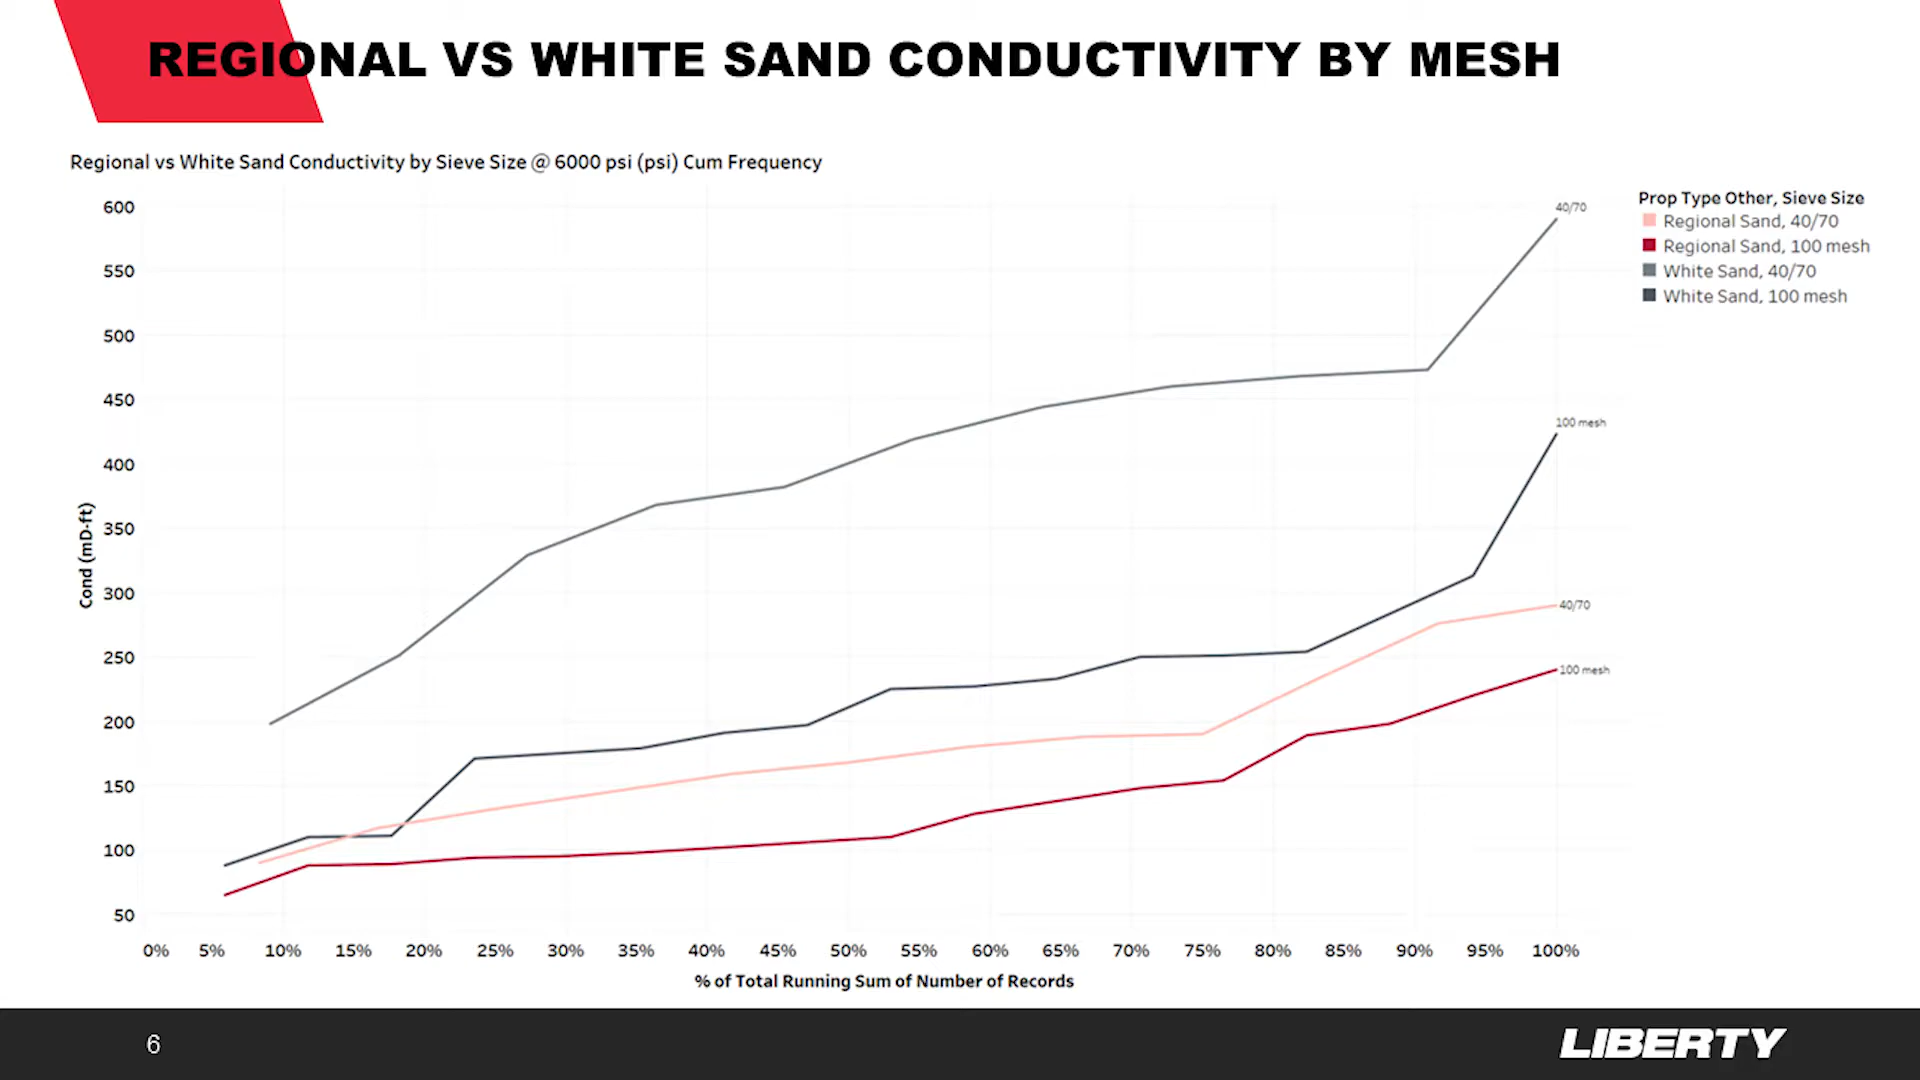 REGIONAL VS WHITE SAND CONDUCTIVITY BY MESH
Regional vs White Sand Conductivity by Sieve Size @ 6000 psi (psi) Cum Frequency
Prop Type Other, Sieve Size
Regional Sand, 40/70
Regional Sand, 100 mesh
White Sand, 40/70
White Sand, 100 mesh
600
550
500
450
400
350
300
250
200
150
100
50
Cond (mD-ft)
40/70
100 mesh
40/70
100 mesh
0% 5% 10% 15% 20% 25% 30% 35% 40% 45% 50% 55% 60% 65% 70% 75% 80% 85% 90% 95% 100%
% of Total Running Sum of Number of Records
6
LIBERTY